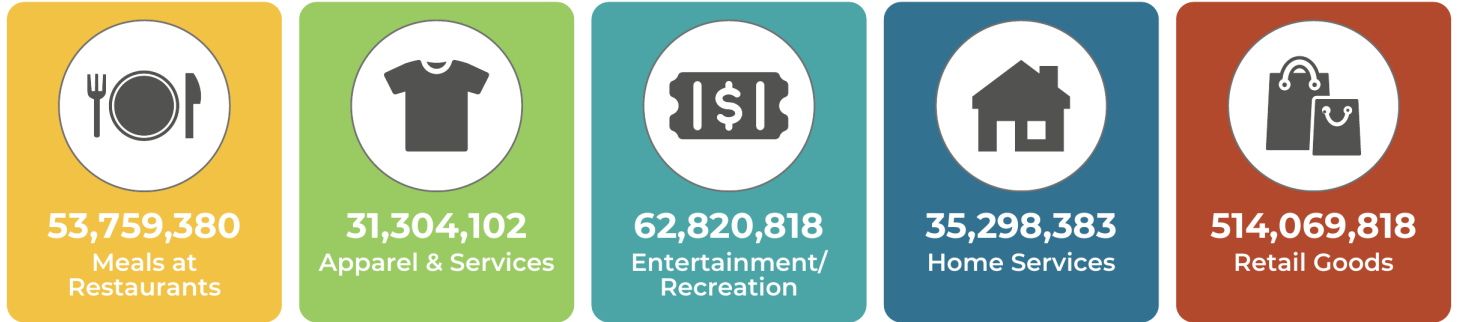 53,759,380
Meals at
Restaurants
31,304,102
Apparel & Services
$
62,820,818
Entertainment/
Recreation
35,298,383
Home Services
514,069,818
Retail Goods